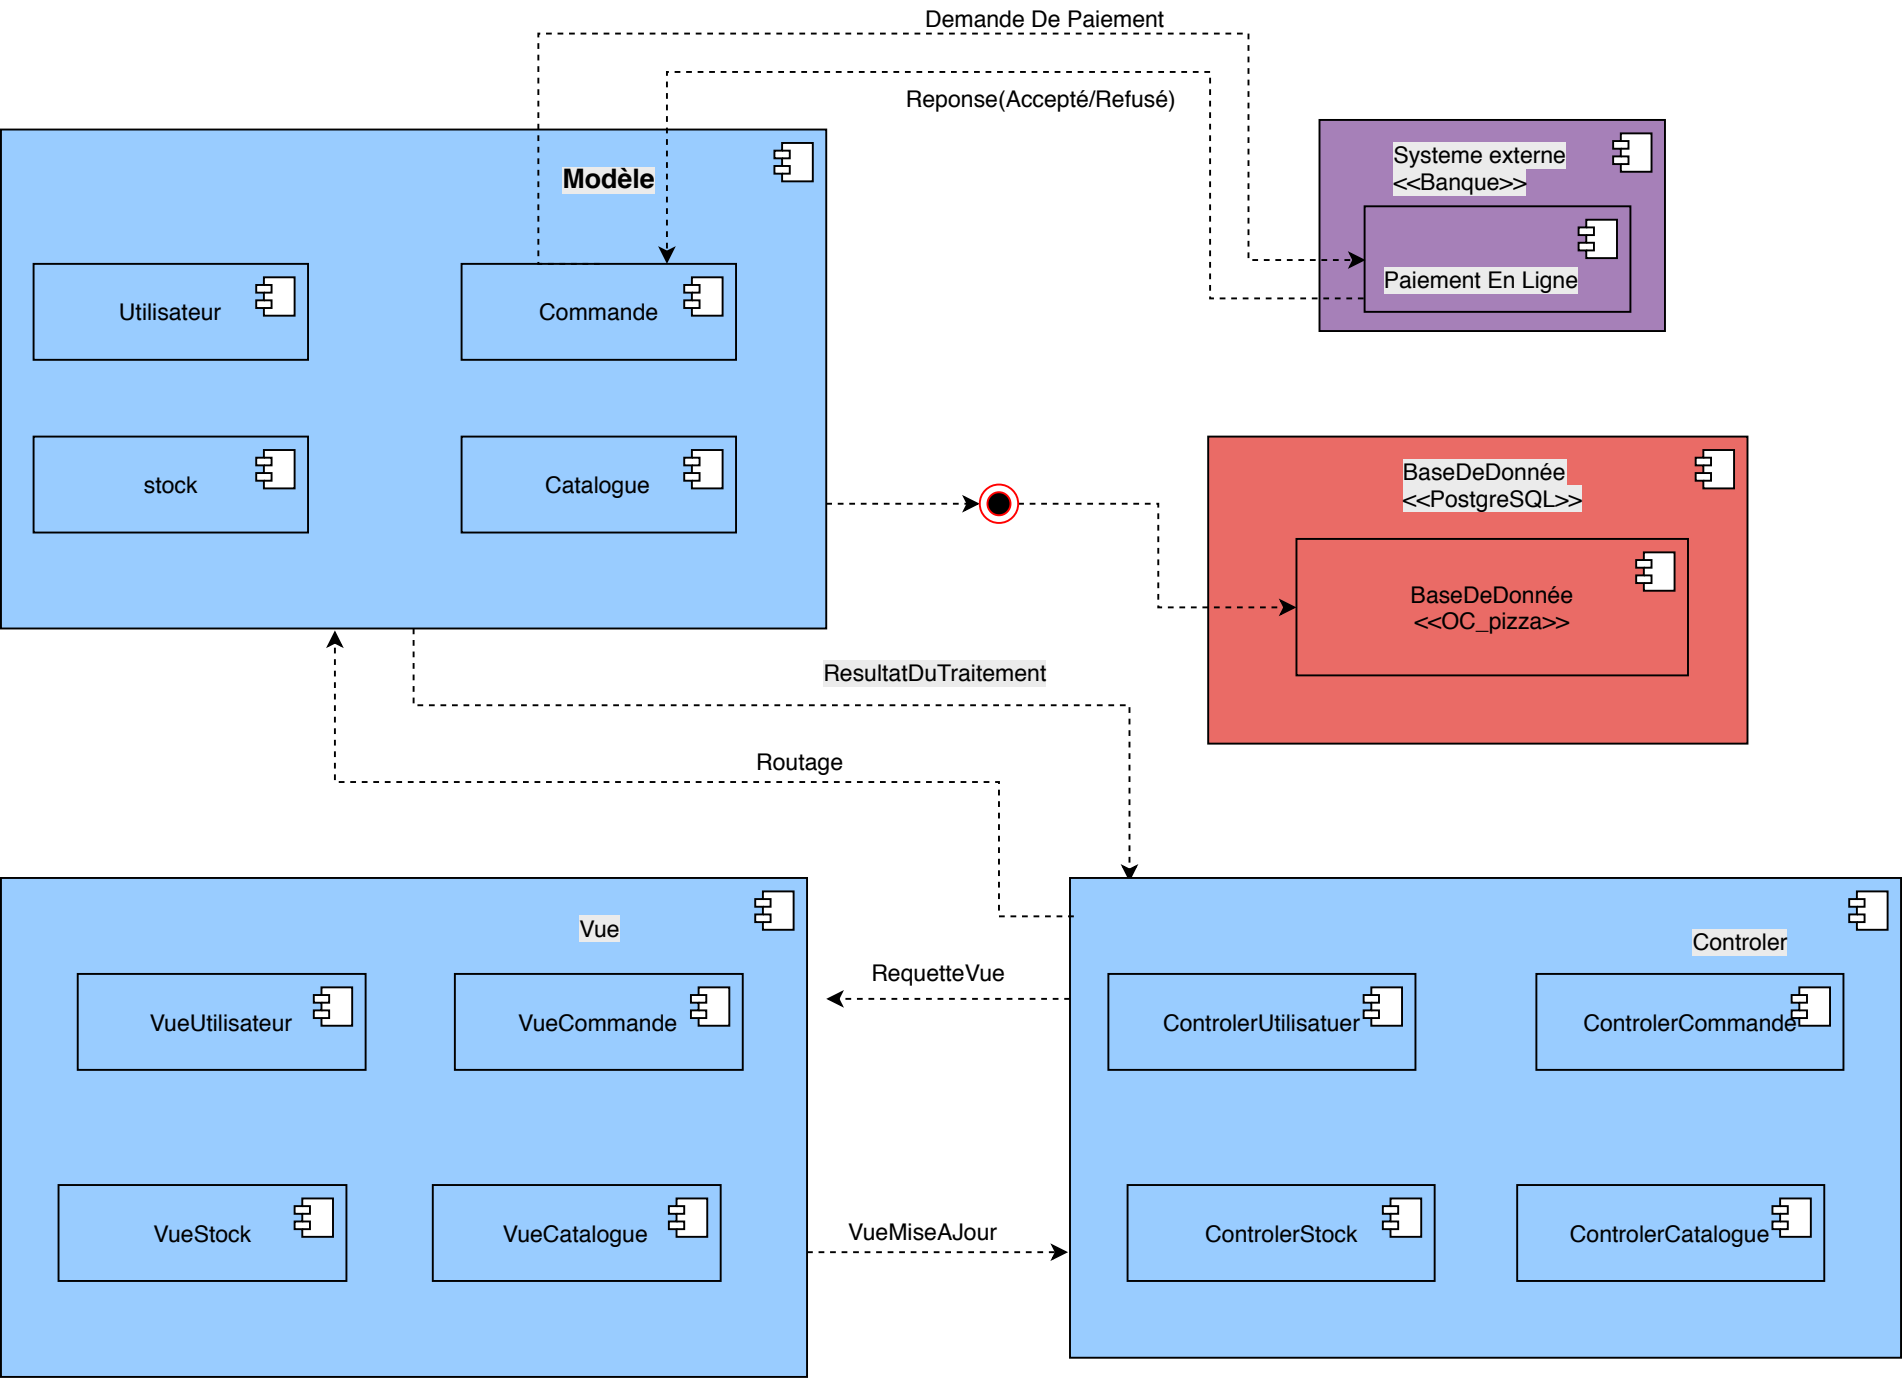 Demande De Paiement
Reponse(Accepté/Refusé)
Modèle
Systeme externe
<<Banque>>
Paiement En Ligne
Utilisateur
Commande
stock
Catalogue
BaseDeDonnée
<<PostgreSQL>>
BaseDeDonnée
<<OC_pizza>>
ResultatDuTraitement
Routage
Vue
Controler
RequetteVue
VueUtilisateur
VueCommande
ControlerUtilisatuer
ControlerCommande
VueStock
VueCatalogue
VueMiseAJour
ControlerStock
ControlerCatalogue